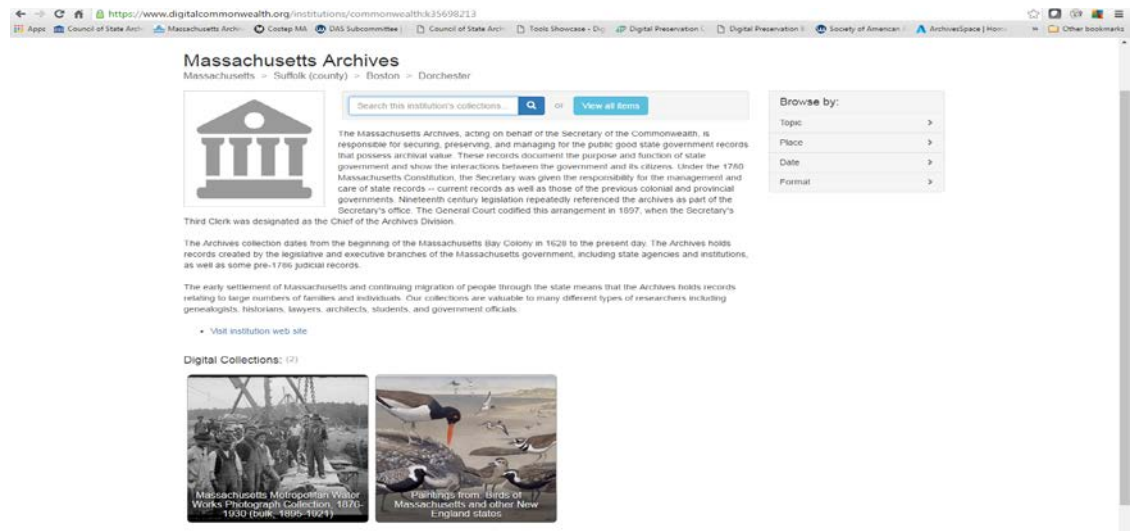 https://www.digitalcommonwealth.org/institutions/commonwealth:k35698213
Apps Council of State Arch Massachusetts Archiv Costep MA DAS Subcommittee | Council of State Arch Tools Showcase - Dig Digital Preservation C Digital Preservation Society of American ArchivesSpace | Hom » Other bookmarks
Massachusetts Archives
Massachusetts > Suffolk (county) > Boston > Dorchester
Search this institution's collections... or View all items
Browse by:
Topic
Place
Date
Format
The Massachusetts Archives, acting on behalf of the Secretary of the Commonwealth, is
responsible for securing, preserving, and managing for the public good state government records
that possess archival value. These records document the purpose and function of state
government and show the interactions between the government and its citizens. Under the 1780
Massachusetts Constitution, the Secretary was given the responsibility for the management and
care of state records -- current records as well as those of the previous colonial and provincial
governments. Nineteenth century legislation repeatedly referenced the archives as part of the
Secretary's office. The General Court codified this arrangement in 1897, when the Secretary's
Third Clerk was designated as the Chief of the Archives Division.
The Archives collection dates from the beginning of the Massachusetts Bay Colony in 1628 to the present day. The Archives holds
records created by the legislative and executive branches of the Massachusetts government, including state agencies and institutions,
as well as some pre-1786 judicial records.
The early settlement of Massachusetts and continuing migration of people through the state means that the Archives holds records
relating to large numbers of families and individuals. Our collections are valuable to many different types of researchers including
genealogists, historians, lawyers, architects, students, and government officials.
• Visit institution web site
Digital Collections: (2)
Massachusetts Metropolitan Water
Works Photograph Collection, 1876-
1930 (bulk, 1895-1921)
Paintings from: Birds of
Massachusetts and other New
England states